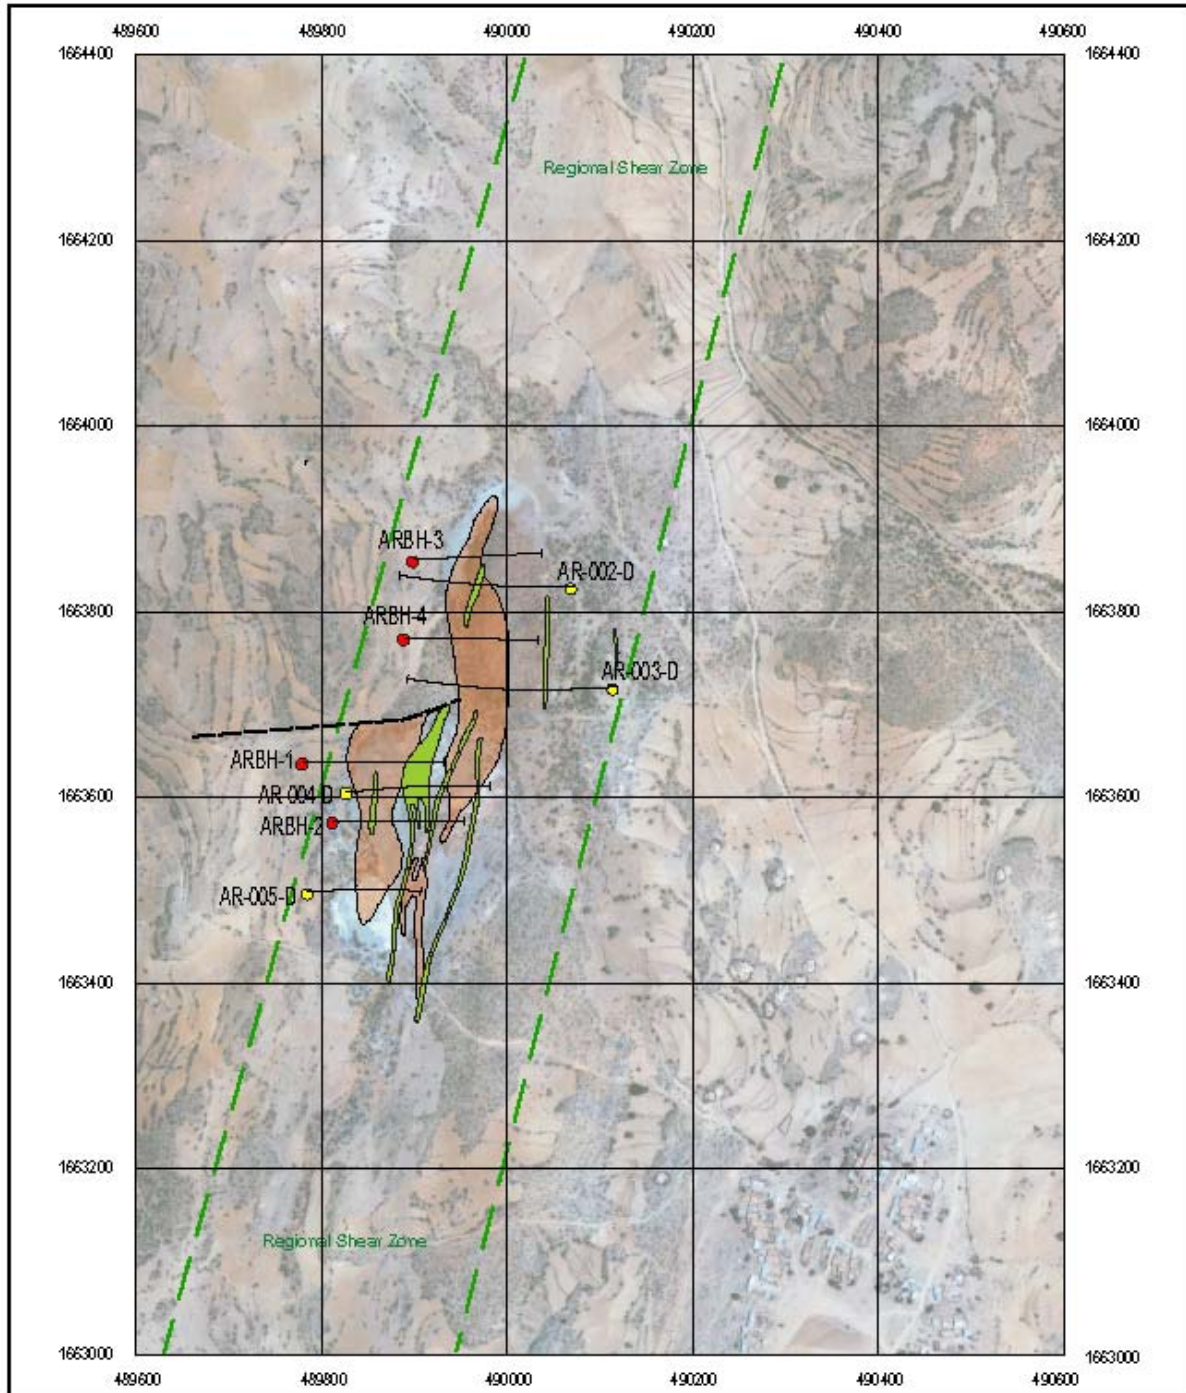 489600 489800 490000 490200 490400 490600
1664400 1664400
Regional Shear Zone
1664200 1664200
1664000 1664000
ARBH-3
AR-002-D
1663800 ARBH-4 1663800
AR-003-D
ARBH-1
1663600 AR-004-D 1663600
ARBH-2
AR-005-D
1663400 1663400
1663200 1663200
Regional Shear Zone
1663000 1663000
489600 489800 490000 490200 490400 490600